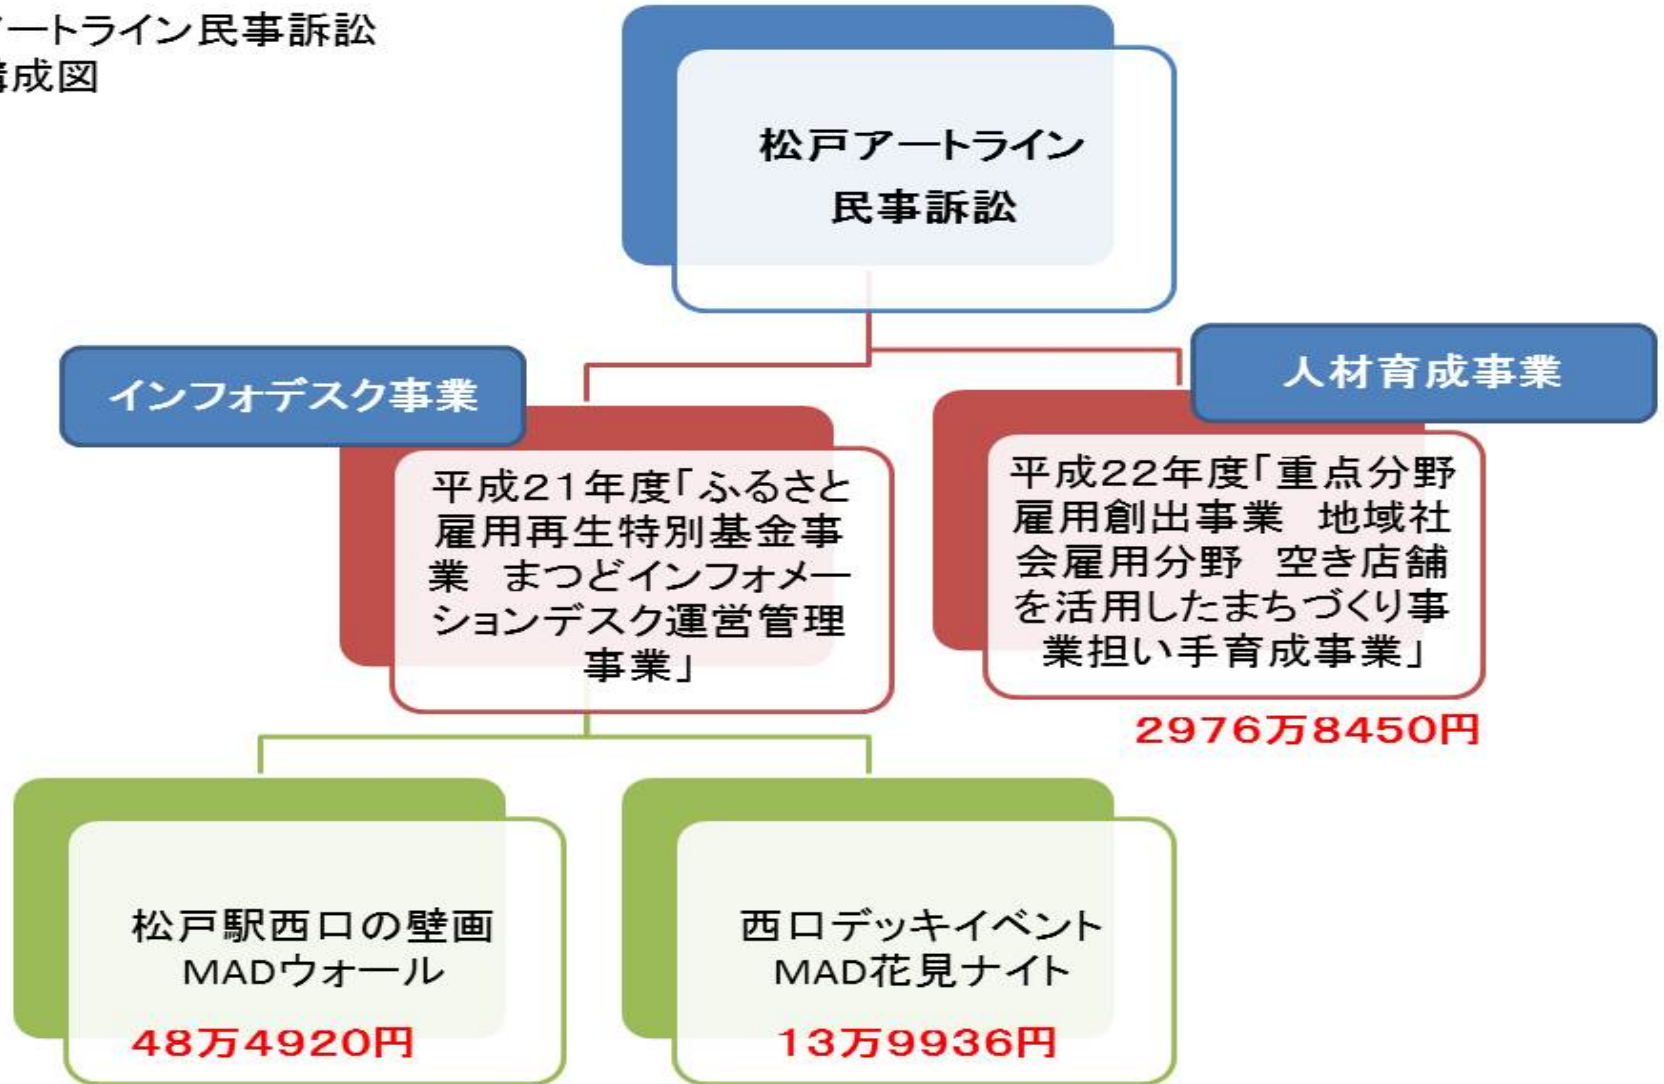 ートライン民事訴訟
構成図
松戸アートライン
民事訴訟
インフォデスク事業
人材育成事業
平成21年度「ふるさと
雇用再生特別基金事
業　まつどインフォメー
ションデスク運営管理
事業」
平成22年度「重点分野
雇用創出事業　地域社
会雇用分野　空き店舗
を活用したまちづくり事
業担い手育成事業」
2976万8450円
松戸駅西口の壁画
MADウォール
48万4920円
西口デッキイベント
MAD花見ナイト
13万9936円